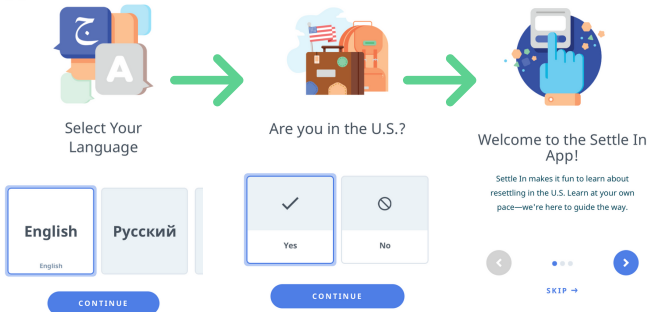 ج
A
Select Your
Language
English
English
Русский
CONTINUE
Are you in the U.S.?
Yes
No
CONTINUE
Welcome to the Settle In
App!
Settle In makes it fun to learn about
resettling in the U.S. Learn at your own
pace—we're here to guide the way.
SKIP →